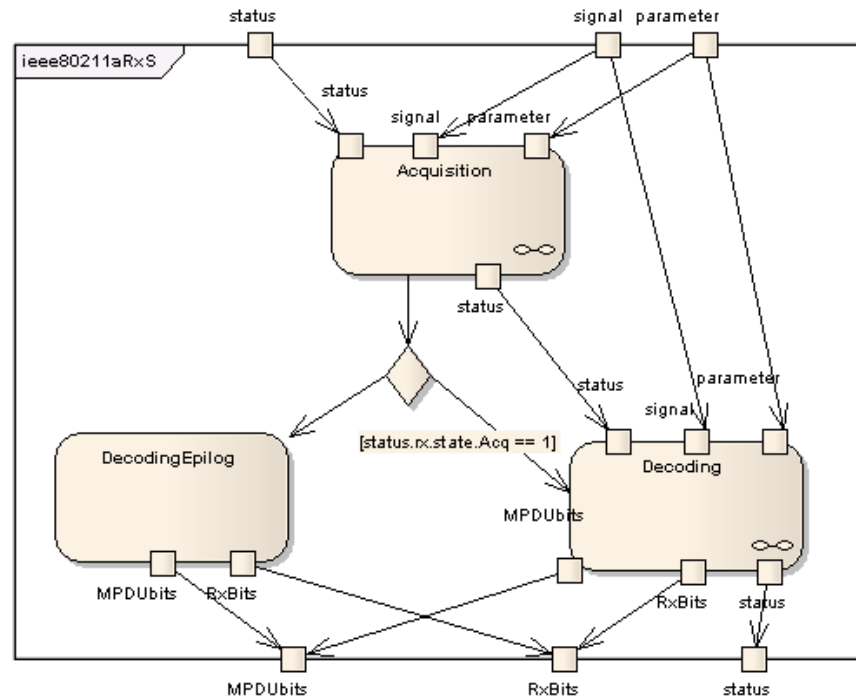 status
signal parameter
ieee80211aRxS
status
signal parameter
Acquisition
status
status
parameter
signal
[status.rx.state.Acq == 1]
DecodingEpilog
Decoding
MPDUbits
MPDUbits RxBits
RxBits status
MPDUbits RxBits status